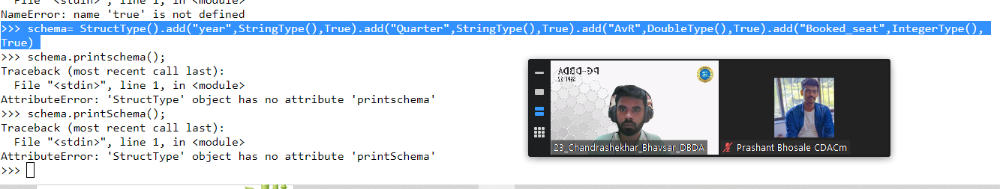 File "<stdin>", line 1, in <module>
NameError: name 'true' is not defined
>>> schema= StructType().add("year",StringType(),True).add("Quarter",StringType(),True).add("AvR",DoubleType(),True).add("Booked_seat",IntegerType(),
True)
>>> schema.printschema();
Traceback (most recent call last):
File "<stdin>", line 1, in <module>
AttributeError: 'StructType' object has no attribute 'printschema'
>>> schema.printSchema();
Traceback (most recent call last):
File "<stdin>", line 1, in <module>
AttributeError: 'StructType' object has no attribute 'printSchema'
>>>
PG-DBDA
23_Chandrashekhar_Bhavsar_DBDA
Prashant Bhosale CDACm